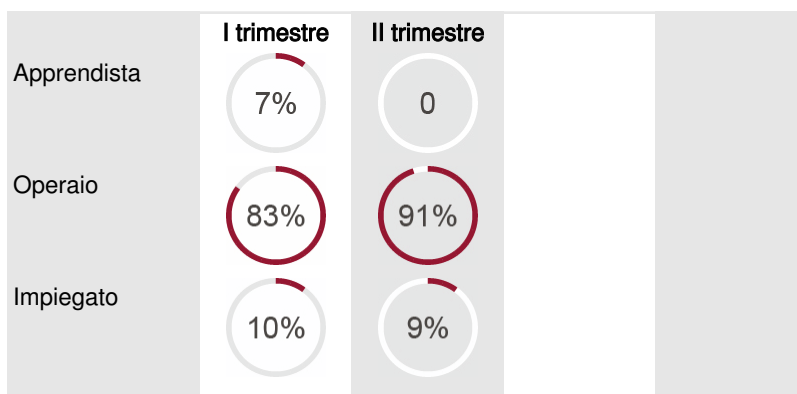 I trimestre II trimestre
Apprendista 7% 0
Operaio 83% 91%
Impiegato 10% 9%